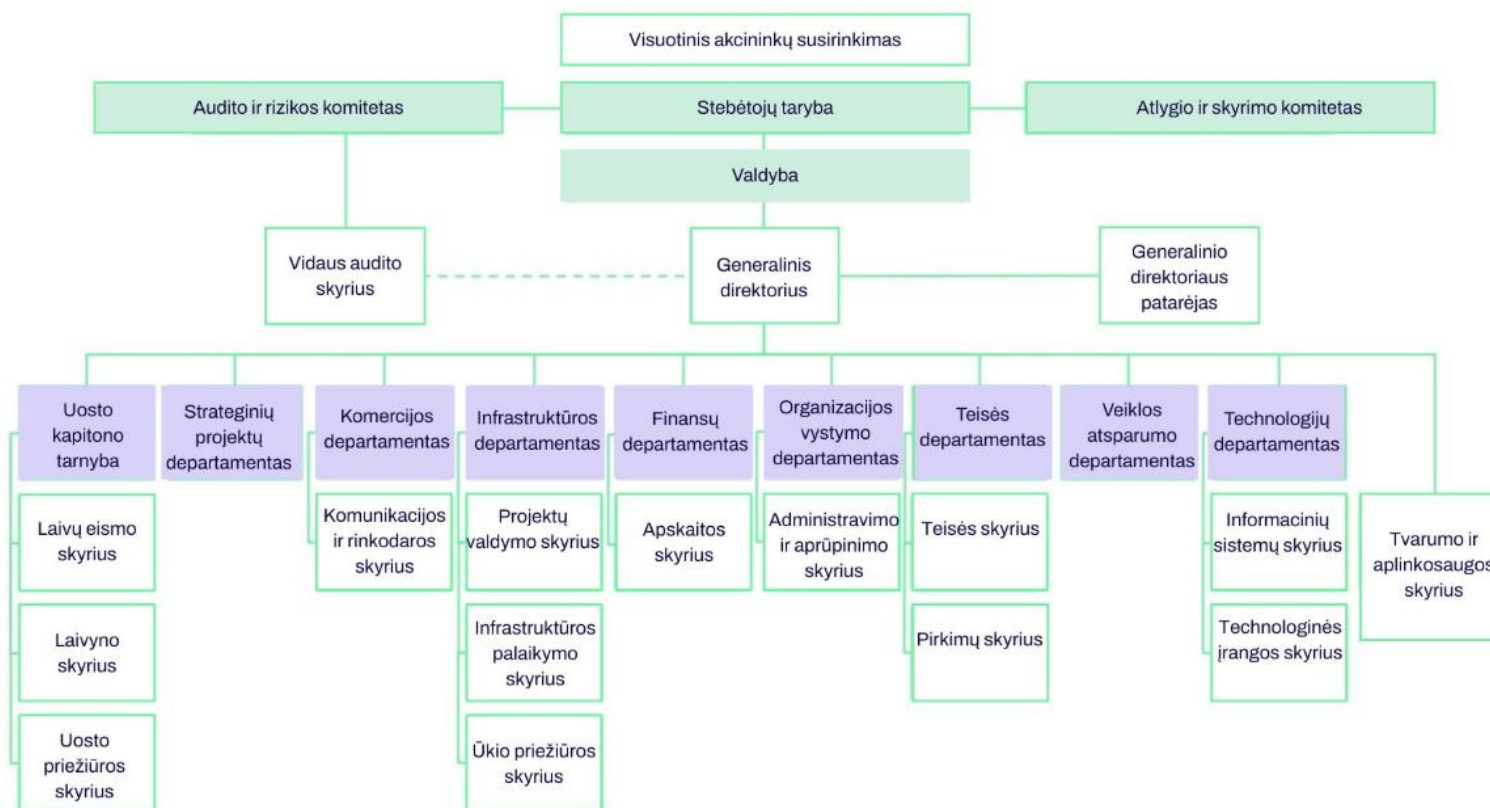 Visuotinis akcininkų susirinkimas
Audito ir rizikos komitetas
Stebėtojų taryba
Atlygio ir skyrimo komitetas
Valdyba
Vidaus audito
skyrius
Generalinis
direktorius
Generalinio
direktoriaus
patarėjas
Uosto
kapitono
tarnyba
Strateginių
projektų
departamentas
Komercijos
departamentas
Infrastruktūros
departamentas
Finansų
departamentas
Organizacijos
vystymo
departamentas
Teisės
departamentas
Veiklos
atsparumo
departamentas
Technologijų
departamentas
Laivų eismo
skyrius
Komunikacijos
ir rinkodaros
skyrius
Projektų
valdymo skyrius
Apskaitos
skyrius
Administravimo
ir aprūpinimo
skyrius
Teisės skyrius
Informacinių
sistemų skyrius
Tvarumo ir
aplinkosaugos
skyrius
Laivyno
skyrius
Infrastruktūros
palaikymo
skyrius
Pirkimų skyrius
Technologinės
įrangos skyrius
Uosto
priežiūros
skyrius
Ūkio priežiūros
skyrius